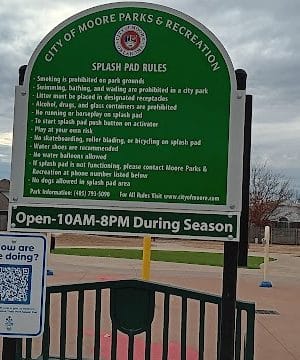 CITY OF MOORE PARKS & RECREATION
SPLASH PAD RULES
- Smoking is prohibited on park grounds
- Swimming, bathing, and wading are prohibited in a city park
- Litter must be placed in designated receptacles
- Alcohol, drugs, and glass containers are prohibited
- No running or horseplay on splash pad
- To start splash pad push button on activator
- Play at your own risk
- No skateboarding, roller blading, or bicycling on splash pad
- Water shoes are recommended
- No water balloons allowed
- If splash pad is not functioning, please contact Moore Parks &
Recreation at phone number listed below
- No dogs allowed in splash pad area
Park Information: (405) 793-5090 For All Rules Visit www.cityofmoore.com
Open-10AM-8PM During Season
ou are
e doing?